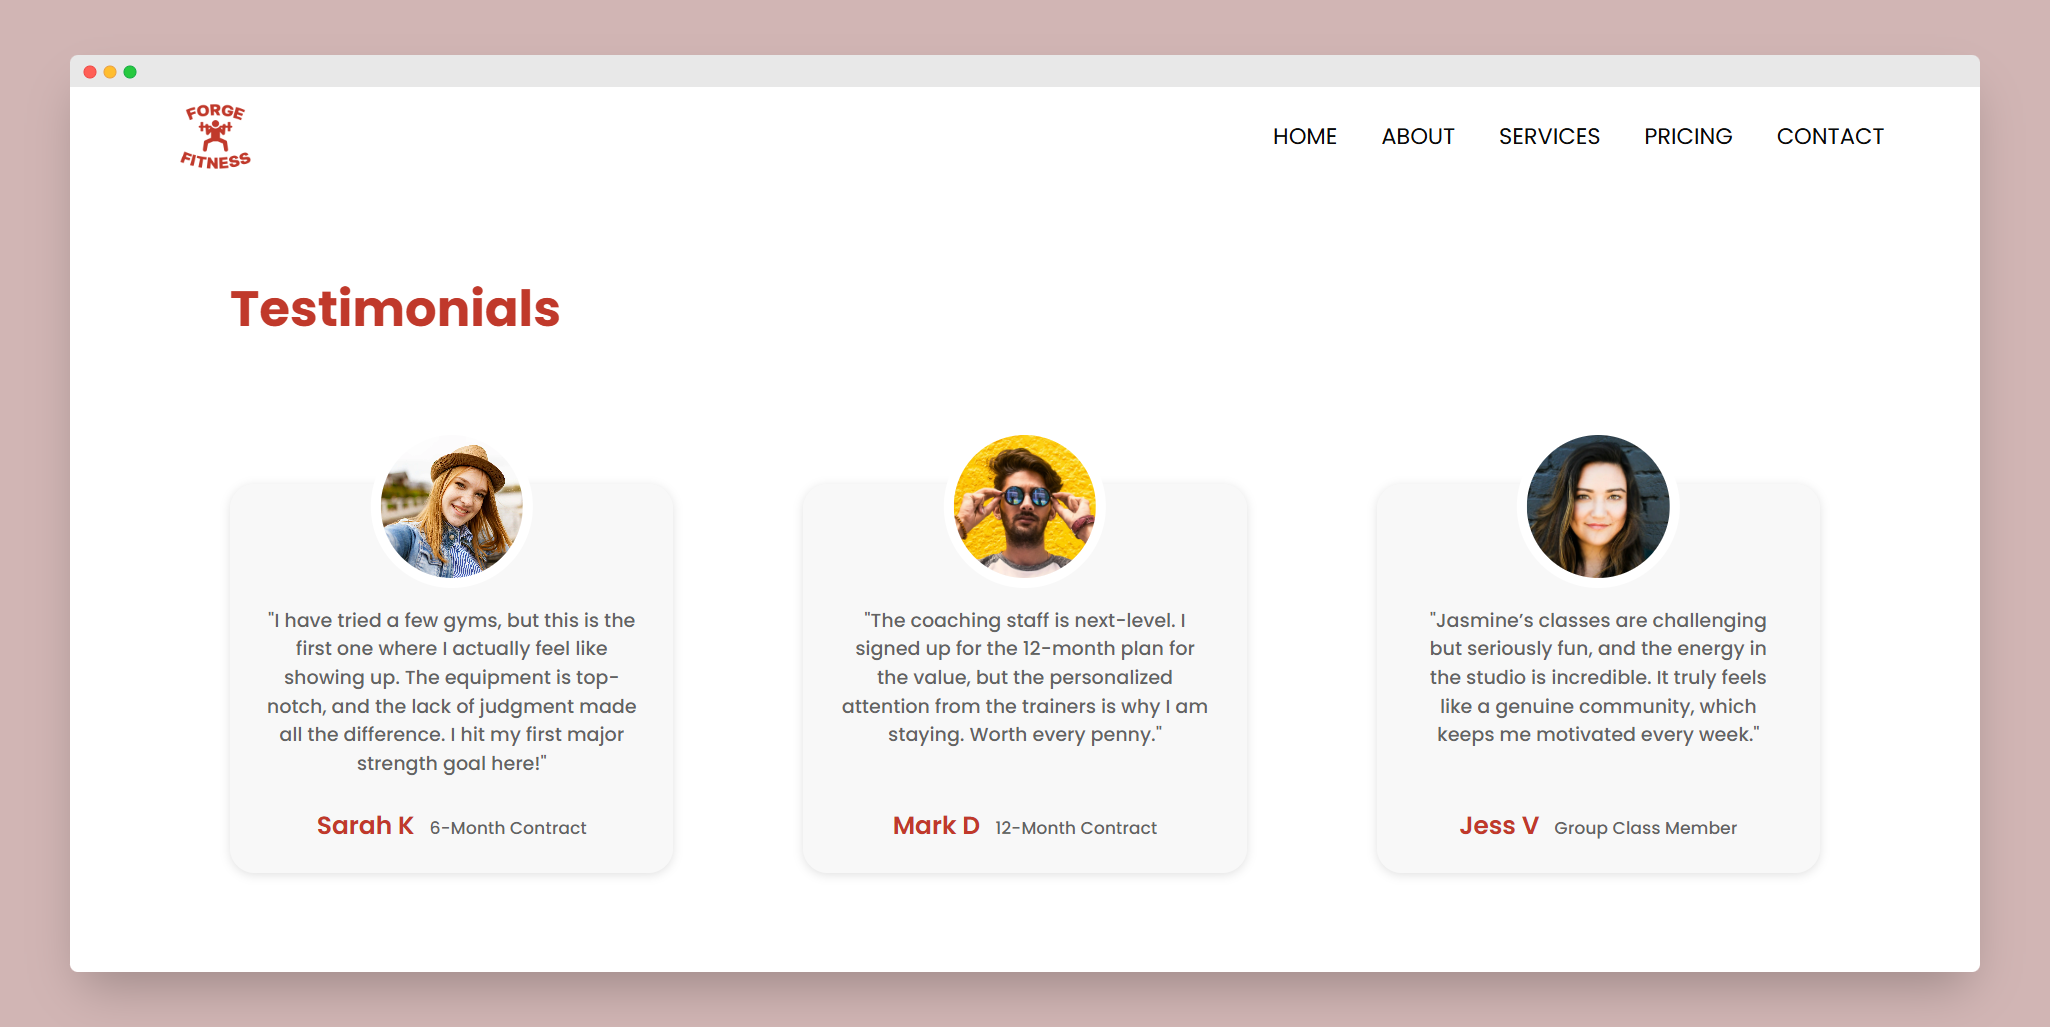 FORGE
FITNESS
HOME ABOUT SERVICES PRICING CONTACT
Testimonials
"I have tried a few gyms, but this is the
first one where I actually feel like
showing up. The equipment is top-
notch, and the lack of judgment made
all the difference. I hit my first major
strength goal here!"
Sarah K 6-Month Contract
"The coaching staff is next-level. I
signed up for the 12-month plan for
the value, but the personalized
attention from the trainers is why I am
staying. Worth every penny."
Mark D 12-Month Contract
"Jasmine’s classes are challenging
but seriously fun, and the energy in
the studio is incredible. It truly feels
like a genuine community, which
keeps me motivated every week."
Jess V Group Class Member